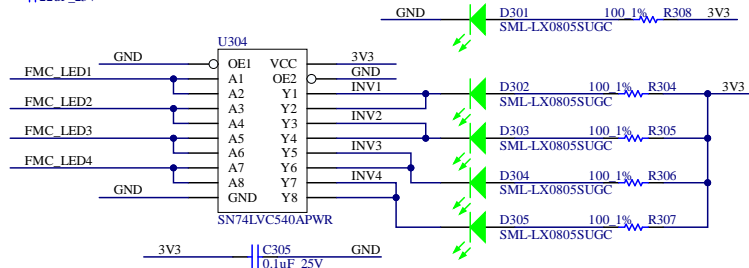 GND D301 100_1% R308 3V3
SML-LX0805SUGC
U304
GND OE1 VCC 3V3
FMC_LED1 A1 OE2 GND
A2 Y1 INV1 D302 100_1% R304 3V3
SML-LX0805SUGC
FMC_LED2 A3 Y2
A4 Y3 INV2 D303 100_1% R305
SML-LX0805SUGC
FMC_LED3 A5 Y4
A6 Y5 INV3 D304 100_1% R306
SML-LX0805SUGC
FMC_LED4 A7 Y6
A8 Y7 INV4
GND GND Y8 D305 100_1% R307
SML-LX0805SUGC
SN74LVC540APWR
3V3 C305 GND
0.1uF_25V